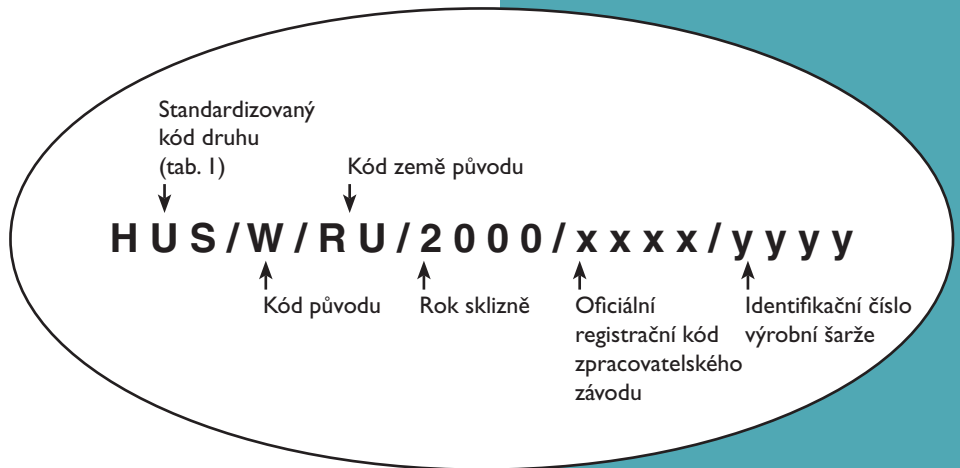 Standardizovaný
kód druhu
(tab. 1)
Kód země původu
HUS/W/RU/2000/xxxx/yyyy
Kód původu
Rok sklizně
Oficiální
registrační kód
zpracovatelského
závodu
Identifikační číslo
výrobní šarže